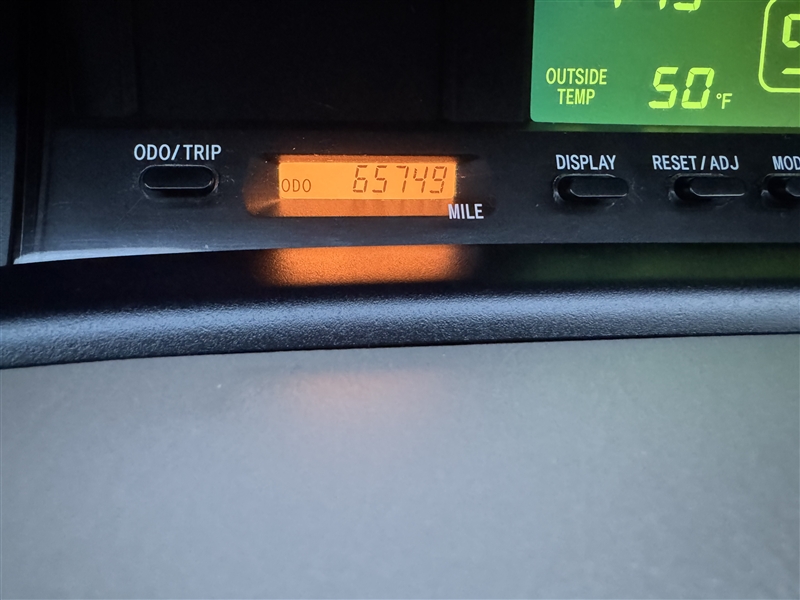 OUTSIDE
TEMP
50°F
ODO/TRIP
ODO 65749
MILE
DISPLAY
RESET/ADJ